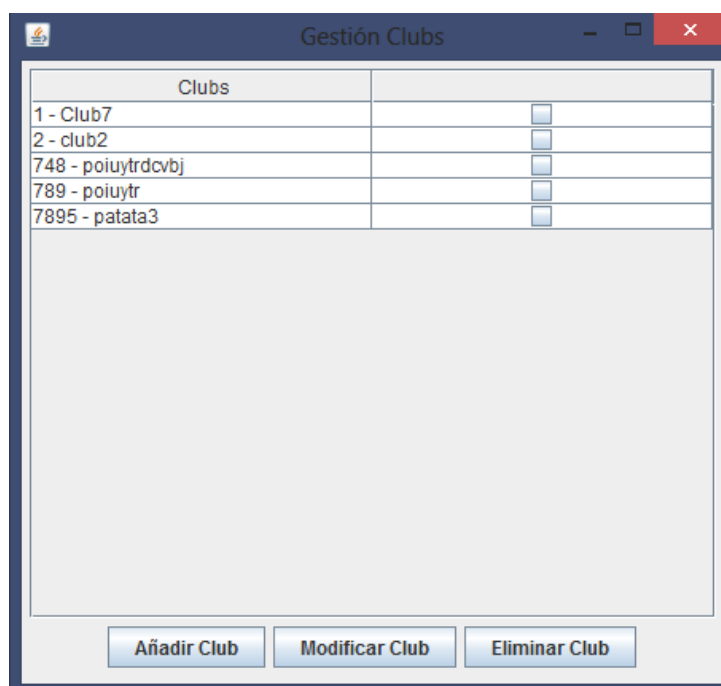 Gestión Clubs
Clubs
1 - Club7
2 - club2
748 - poiuytrdcvbj
789 - poiuytr
7895 - patata3
Añadir Club Modificar Club Eliminar Club